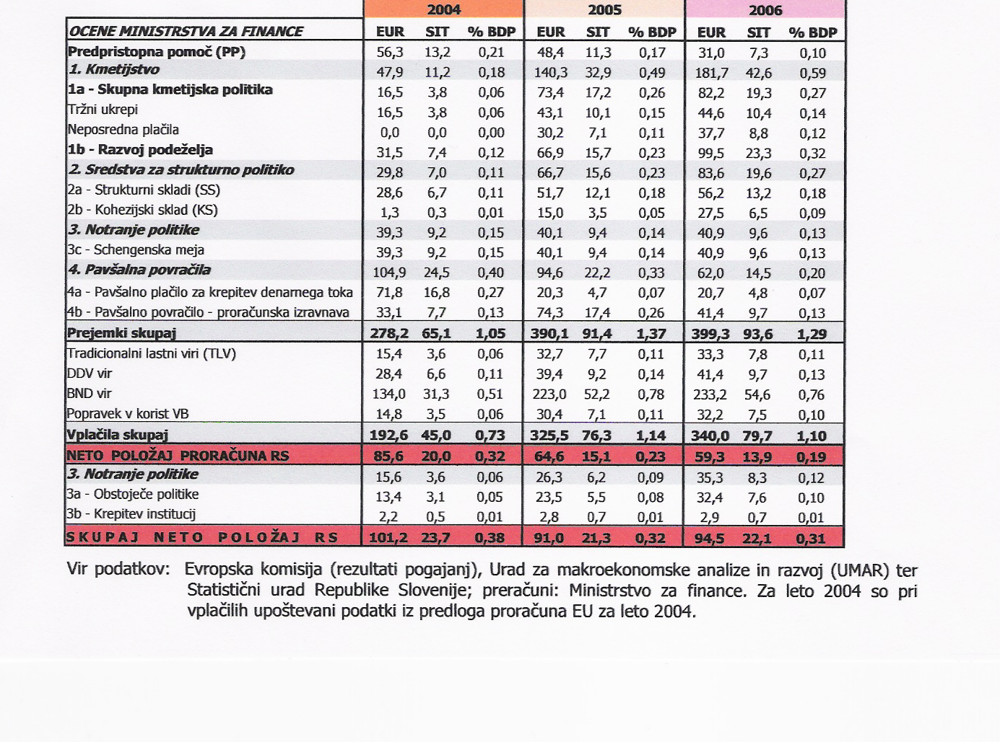 2004 2005 2006
OCENE MINISTRSTVA ZA FINANCE EUR SIT % BDP EUR SIT % BDP EUR SIT % BDP
Predpristopna pomoč (PP) 56,3 13,2 0,21 48,4 11,3 0,17 31,0 7,3 0,10
1. Kmetijstvo 47,9 11,2 0,18 140,3 32,9 0,49 181,7 42,6 0,59
1a - Skupna kmetijska politika 16,5 3,8 0,06 73,4 17,2 0,26 82,2 19,3 0,27
Tržni ukrepi 16,5 3,8 0,06 43,1 10,1 0,15 44,6 10,4 0,14
Neposredna plačila 0,0 0,0 0,00 30,2 7,1 0,11 37,7 8,8 0,12
1b - Razvoj podeželja 31,5 7,4 0,12 66,9 15,7 0,23 99,5 23,3 0,32
2. Sredstva za strukturno politiko 29,8 7,0 0,11 66,7 15,6 0,23 83,6 19,6 0,27
2a - Strukturni skladi (SS) 28,6 6,7 0,11 51,7 12,1 0,18 56,2 13,2 0,18
2b - Kohezijski sklad (KS) 1,3 0,3 0,01 15,0 3,5 0,05 27,5 6,5 0,09
3. Notranje politike 39,3 9,2 0,15 40,1 9,4 0,14 40,9 9,6 0,13
3c - Schengenska meja 39,3 9,2 0,15 40,1 9,4 0,14 40,9 9,6 0,13
4. Pavšalna povračila 104,9 24,5 0,40 94,6 22,2 0,33 62,0 14,5 0,20
4a - Pavšalno plačilo za krepitev denarnega toka 71,8 16,8 0,27 20,3 4,7 0,07 20,7 4,8 0,07
4b - Pavšalno povračilo - proračunska izravnava 33,1 7,7 0,13 74,3 17,4 0,26 41,4 9,7 0,13
Prejemki skupaj 278,2 65,1 1,05 390,1 91,4 1,37 399,3 93,6 1,29
Tradicionalni lastni viri (TLV) 15,4 3,6 0,06 32,7 7,7 0,11 33,3 7,8 0,11
DDV vir 28,4 6,6 0,11 39,4 9,2 0,14 41,4 9,7 0,13
BND vir 134,0 31,3 0,51 223,0 52,2 0,78 233,2 54,6 0,76
Popravek v korist VB 14,8 3,5 0,06 30,4 7,1 0,11 32,2 7,5 0,10
Vplačila skupaj 192,6 45,0 0,73 325,5 76,3 1,14 340,0 79,7 1,10
NETO POLOŽAJ PRORAČUNA RS 85,6 20,0 0,32 64,6 15,1 0,23 59,3 13,9 0,19
3. Notranje politike 15,6 3,6 0,06 26,3 6,2 0,09 35,3 8,3 0,12
3a - Obstoječe politike 13,4 3,1 0,05 23,5 5,5 0,08 32,4 7,6 0,10
3b - Krepitev institucij 2,2 0,5 0,01 2,8 0,7 0,01 2,9 0,7 0,01
SKUPAJ NETO POLOŽAJ RS 101,2 23,7 0,38 91,0 21,3 0,32 94,5 22,1 0,31
Vir podatkov: Evropska komisija (rezultati pogajanj), Urad za makroekonomske analize in razvoj (UMAR) ter
Statistični urad Republike Slovenije; preračuni: Ministrstvo za finance. Za leto 2004 so pri
vplačilih upoštevani podatki iz predloga proračuna EU za leto 2004.